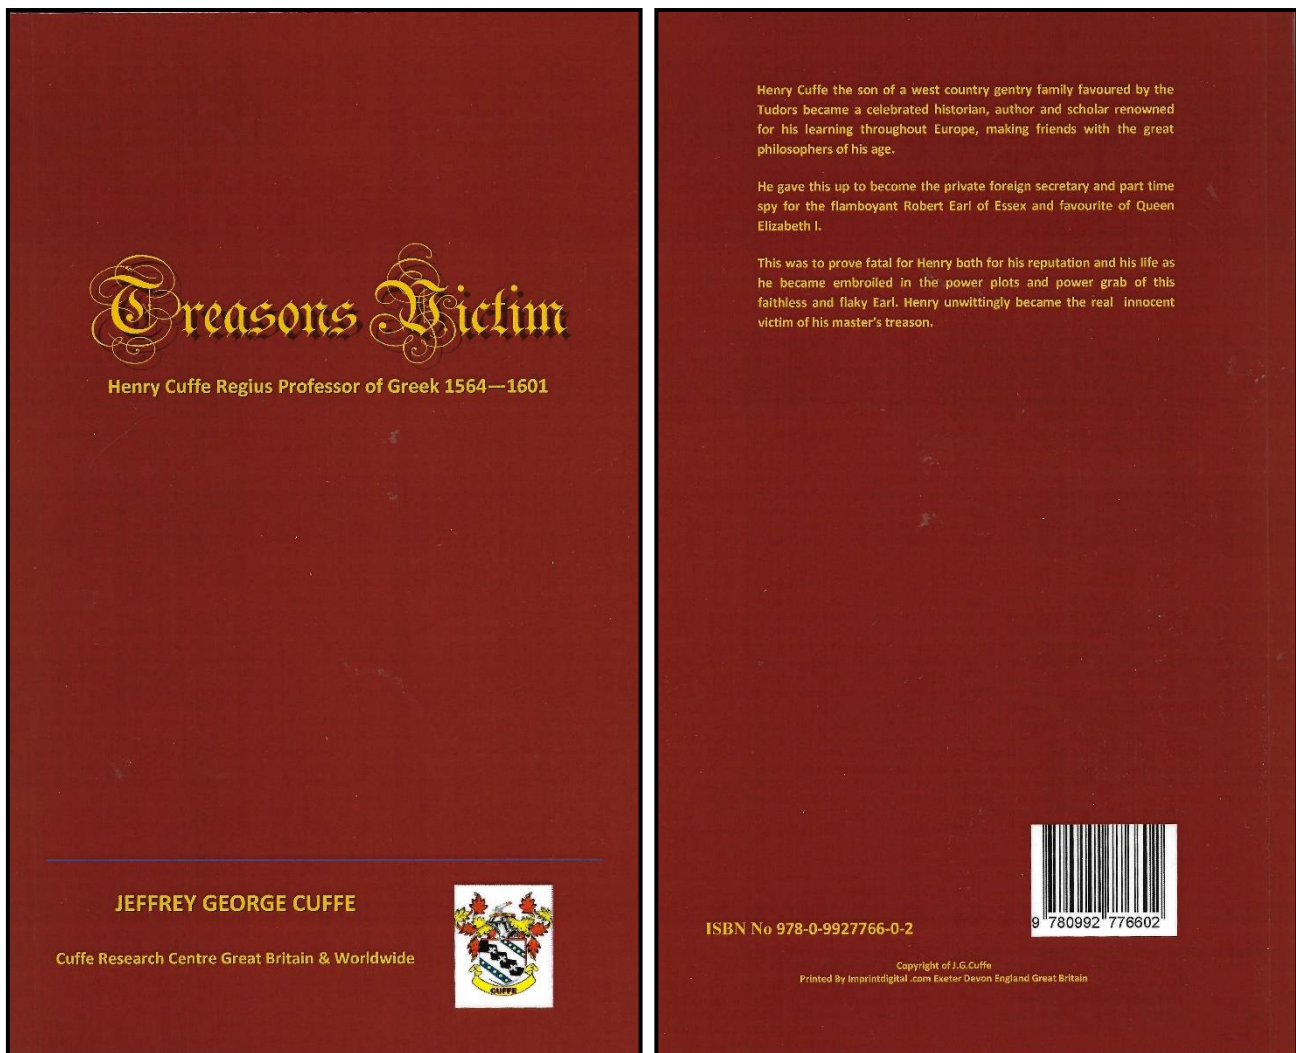 Treasons Victim
Henry Cuffe Regius Professor of Greek 1564—1601
JEFFREY GEORGE CUFFE
Cuffe Research Centre Great Britain & Worldwide
CUFFE
Henry Cuffe the son of a west country gentry family favoured by the
Tudors became a celebrated historian, author and scholar renowned
for his learning throughout Europe, making friends with the great
philosophers of his age.
He gave this up to become the private foreign secretary and part time
spy for the flamboyant Robert Earl of Essex and favourite of Queen
Elizabeth I.
This was to prove fatal for Henry both for his reputation and his life as
he became embroiled in the power plots and power grab of this
faithless and flaky Earl. Henry unwittingly became the real innocent
victim of his master's treason.
9 780992 776602
ISBN No 978-0-9927766-0-2
Copyright of J.G.Cuffe
Printed By Imprintdigital .com Exeter Devon England Great Britain